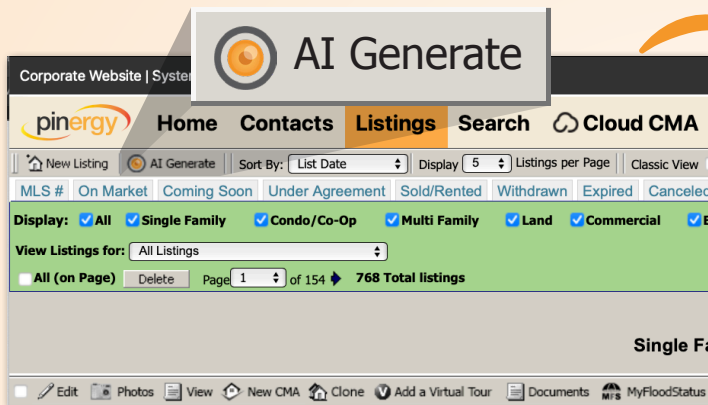 AI Generate
Corporate Website | System
pinergy Home Contacts Listings Search Cloud CMA
New Listing AI Generate Sort By: List Date Display 5 Listings per Page Classic View
MLS # On Market Coming Soon Under Agreement Sold/Rented Withdrawn Expired Canceled
Display: All Single Family Condo/Co-Op Multi Family Land Commercial B
View Listings for: All Listings
All (on Page) Delete Page 1 of 154 768 Total listings
Single Fa
Edit Photos View New CMA Clone Add a Virtual Tour Documents MFS MyFloodStatus